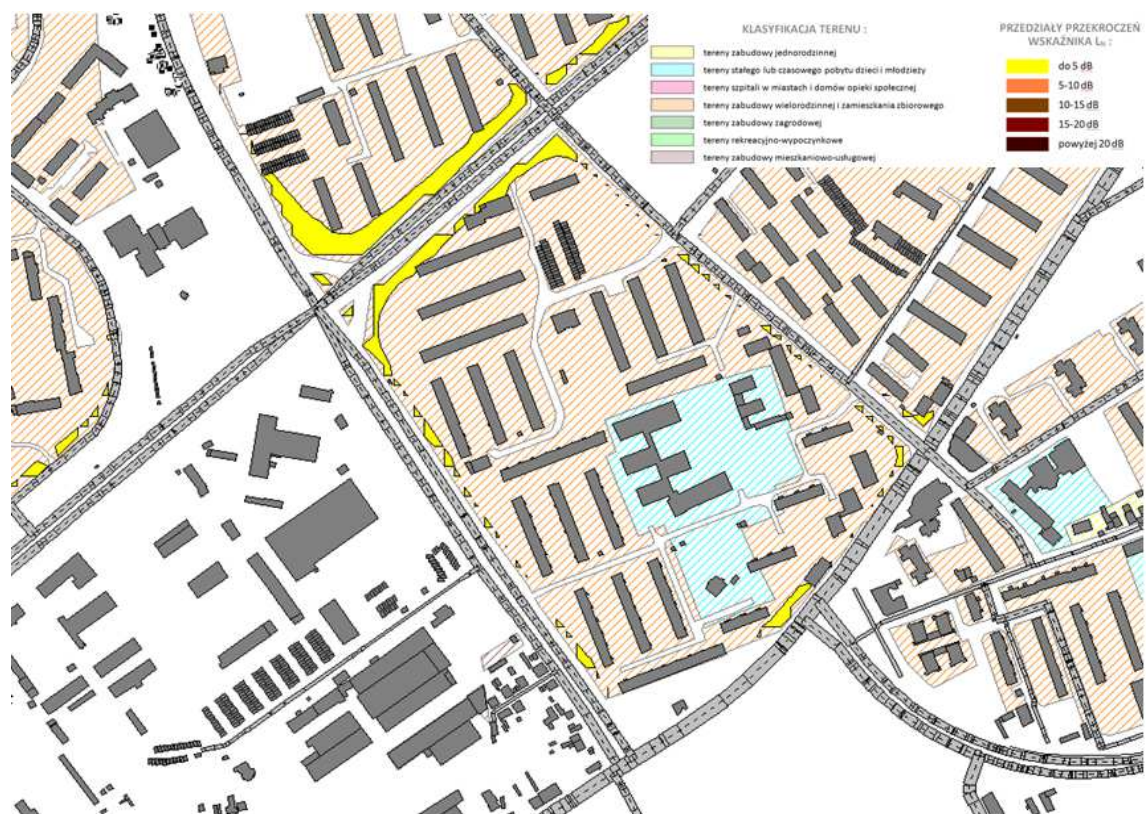 KLASYFIKACJA TERENU :
tereny zabudowy jednorodzinnej
tereny stałego lub czasowego pobytu dzieci i młodzieży
tereny szpitali w miastach i domów opieki społecznej
tereny zabudowy wielorodzinnej i zamieszkania zbiorowego
tereny zabudowy zagrodowej
tereny rekreacyjno-wypoczynkowe
tereny zabudowy mieszkaniowo-usługowej
PRZEDZIAŁY PRZEKROCZEŃ
WSKAŹNIKA L :
do 5 dB
5-10 dB
10-15 dB
15-20 dB
powyżej 20 dB